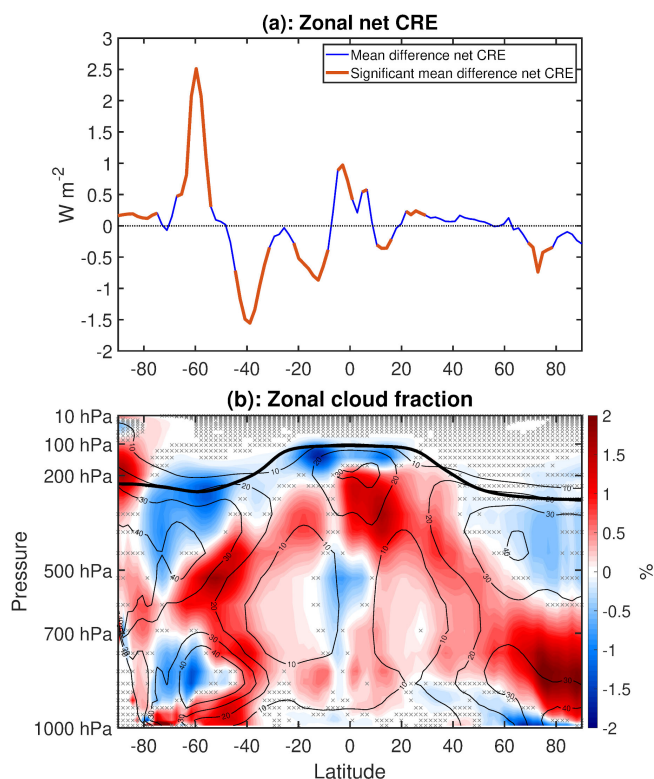 (a): Zonal net CRE
Mean difference net CRE
Significant mean difference net CRE
W m-2
3
2.5
2
1.5
1
0.5
0
-0.5
-1
-1.5
-2
-80 -60 -40 -20 0 20 40 60 80
(b): Zonal cloud fraction
10 hPa
100 hPa
200 hPa
500 hPa
700 hPa
1000 hPa
Pressure
-80 -60 -40 -20 0 20 40 60 80
Latitude
2
1.5
1
0.5
0
-0.5
-1
-1.5
-2
%